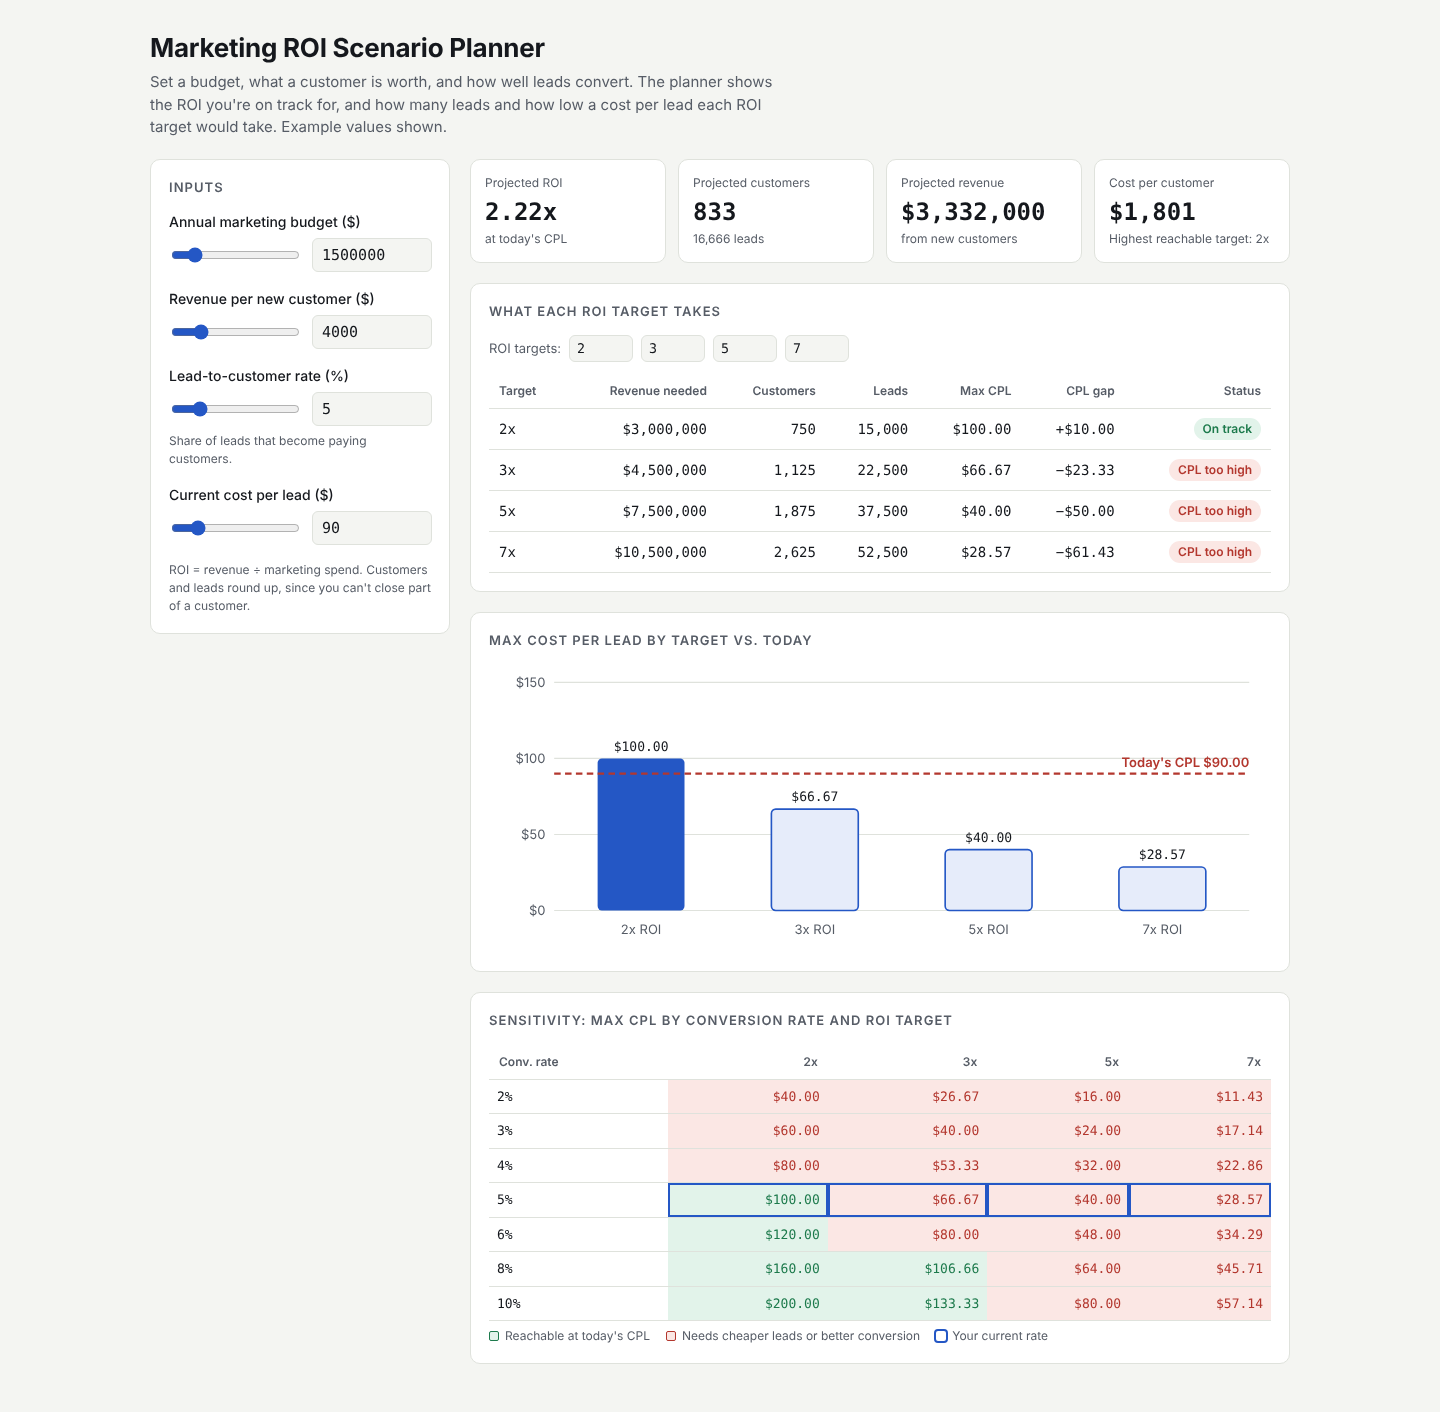 Marketing ROI Scenario Planner
Set a budget, what a customer is worth, and how well leads convert. The planner shows
the ROI you're on track for, and how many leads and how low a cost per lead each ROI
target would take. Example values shown.
INPUTS
Annual marketing budget ($)
1500000
Revenue per new customer ($)
4000
Lead-to-customer rate (%)
5
Share of leads that become paying
customers.
Current cost per lead ($)
90
ROI = revenue ÷ marketing spend. Customers
and leads round up, since you can't close part
of a customer.
Projected ROI
2.22x
at today's CPL
Projected customers
833
16,666 leads
Projected revenue
$3,332,000
from new customers
Cost per customer
$1,801
Highest reachable target: 2x
WHAT EACH ROI TARGET TAKES
ROI targets: 2 3 5 7
Target Revenue needed Customers Leads Max CPL CPL gap Status
2x $3,000,000 750 15,000 $100.00 +$10.00 On track
3x $4,500,000 1,125 22,500 $66.67 −$23.33 CPL too high
5x $7,500,000 1,875 37,500 $40.00 −$50.00 CPL too high
7x $10,500,000 2,625 52,500 $28.57 −$61.43 CPL too high
MAX COST PER LEAD BY TARGET VS. TODAY
$150
$100
$50
$0
$100.00
$66.67
$40.00
$28.57
Today's CPL $90.00
2x ROI 3x ROI 5x ROI 7x ROI
SENSITIVITY: MAX CPL BY CONVERSION RATE AND ROI TARGET
Conv. rate 2x 3x 5x 7x
2% $40.00 $26.67 $16.00 $11.43
3% $60.00 $40.00 $24.00 $17.14
4% $80.00 $53.33 $32.00 $22.86
5% $100.00 $66.67 $40.00 $28.57
6% $120.00 $80.00 $48.00 $34.29
8% $160.00 $106.66 $64.00 $45.71
10% $200.00 $133.33 $80.00 $57.14
Reachable at today's CPL Needs cheaper leads or better conversion Your current rate